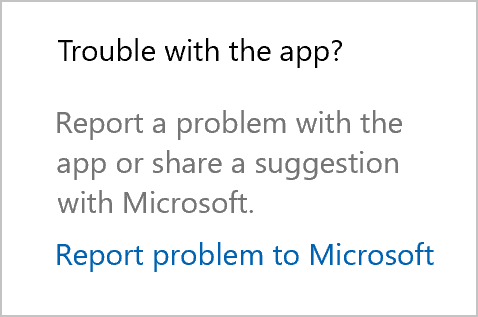 Trouble with the app?
Report a problem with the
app or share a suggestion
with Microsoft.
Report problem to Microsoft